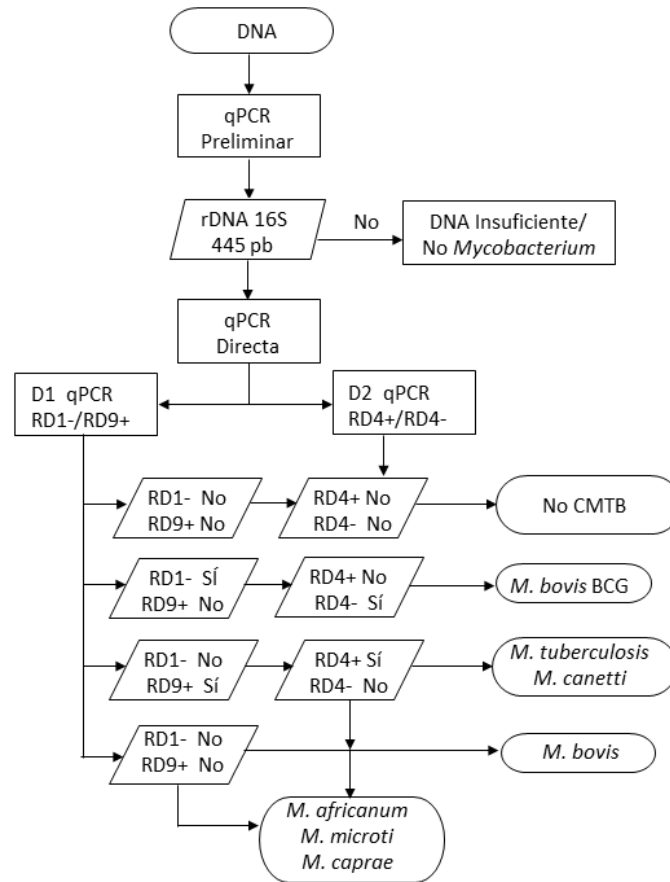 DNA
qPCR
Preliminar
rDNA 16S
445 pb
No
DNA Insuficiente/
No Mycobacterium
qPCR
Directa
D1 qPCR
RD1-/RD9+
D2 qPCR
RD4+/RD4-
RD1- No
RD9+ No
RD4+ No
RD4- No
No CMTB
RD1- SÍ
RD9+ No
RD4+ No
RD4- Sí
M. bovis BCG
RD1- No
RD9+ Sí
RD4+ Sí
RD4- No
M. tuberculosis
M. canetti
RD1- No
RD9+ No
M. bovis
M. africanum
M. microti
M. caprae